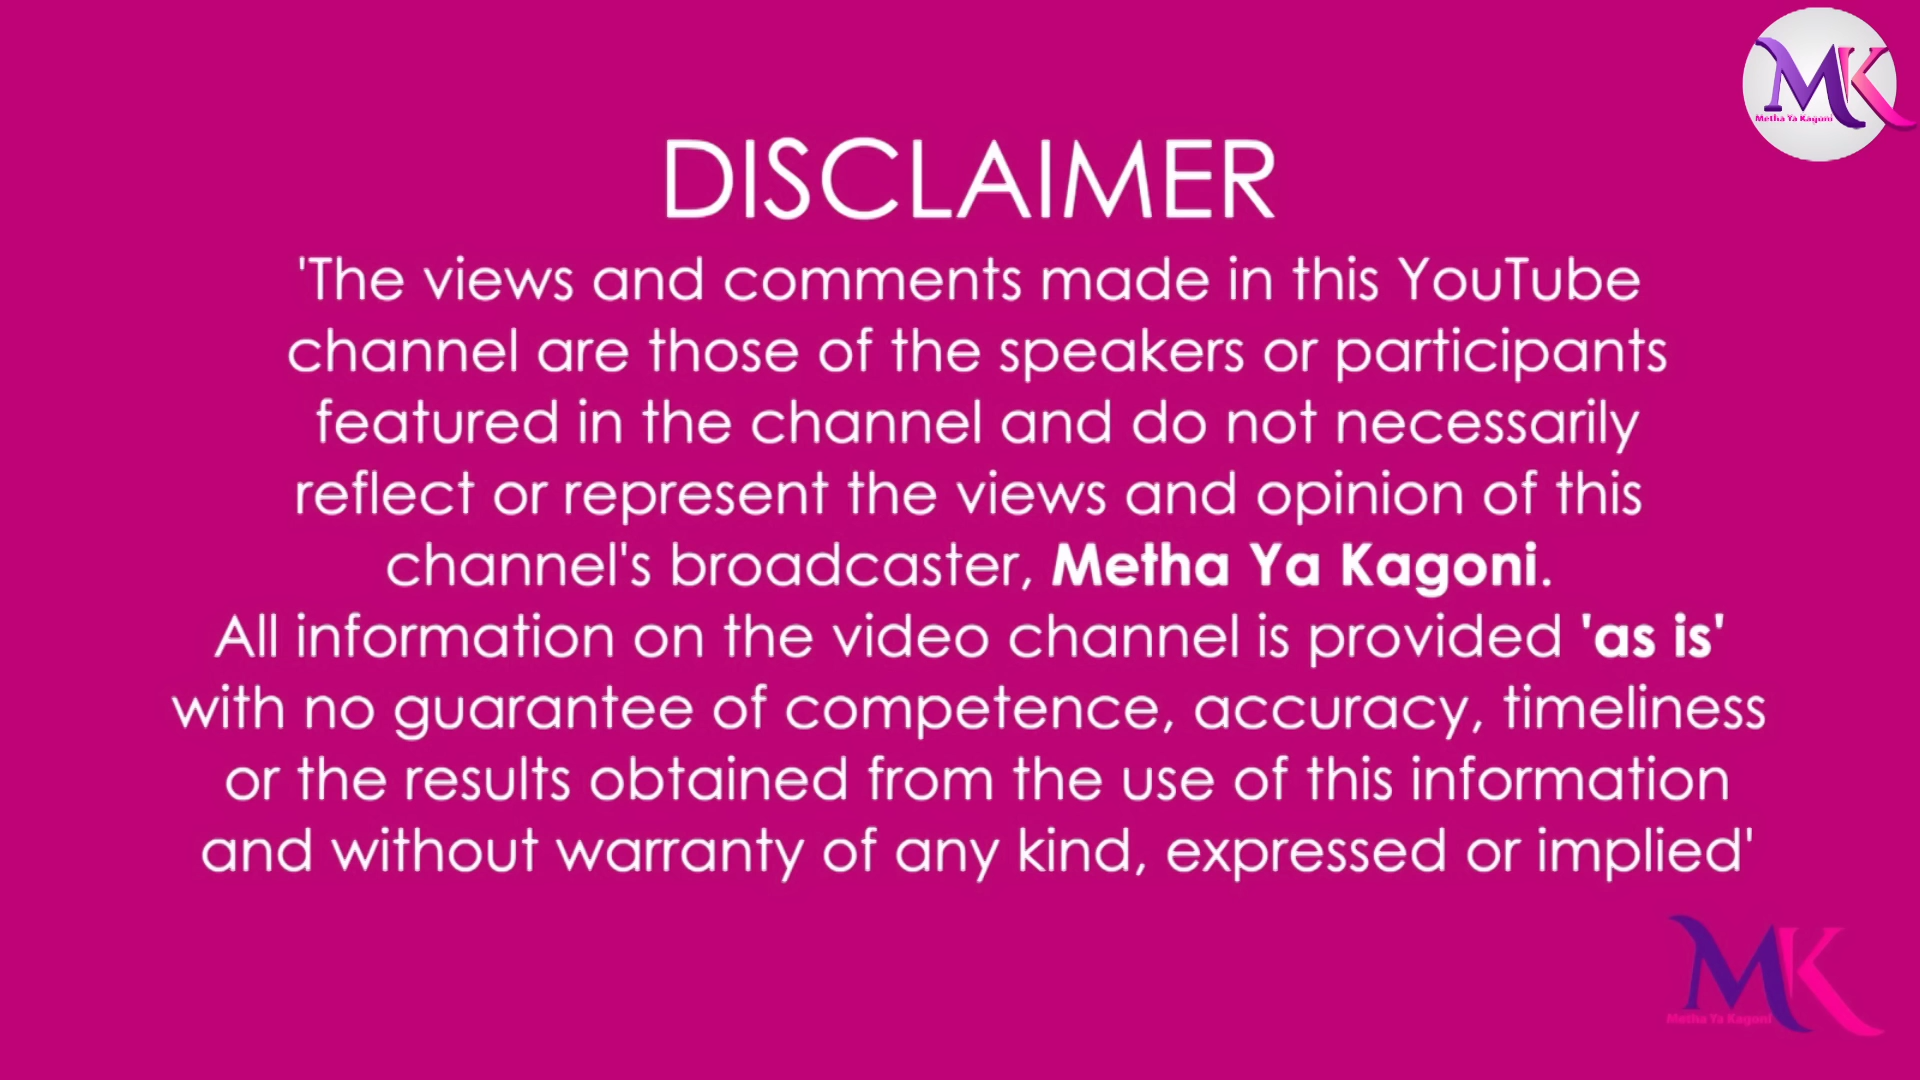 MK
Metha Ya Kagoni
DISCLAIMER
'The views and comments made in this YouTube
channel are those of the speakers or participants
featured in the channel and do not necessarily
reflect or represent the views and opinion of this
channel's broadcaster, Metha Ya Kagoni.
All information on the video channel is provided 'as is'
with no guarantee of competence, accuracy, timeliness
or the results obtained from the use of this information
and without warranty of any kind, expressed or implied'
MK
Metha Ya Kagoni